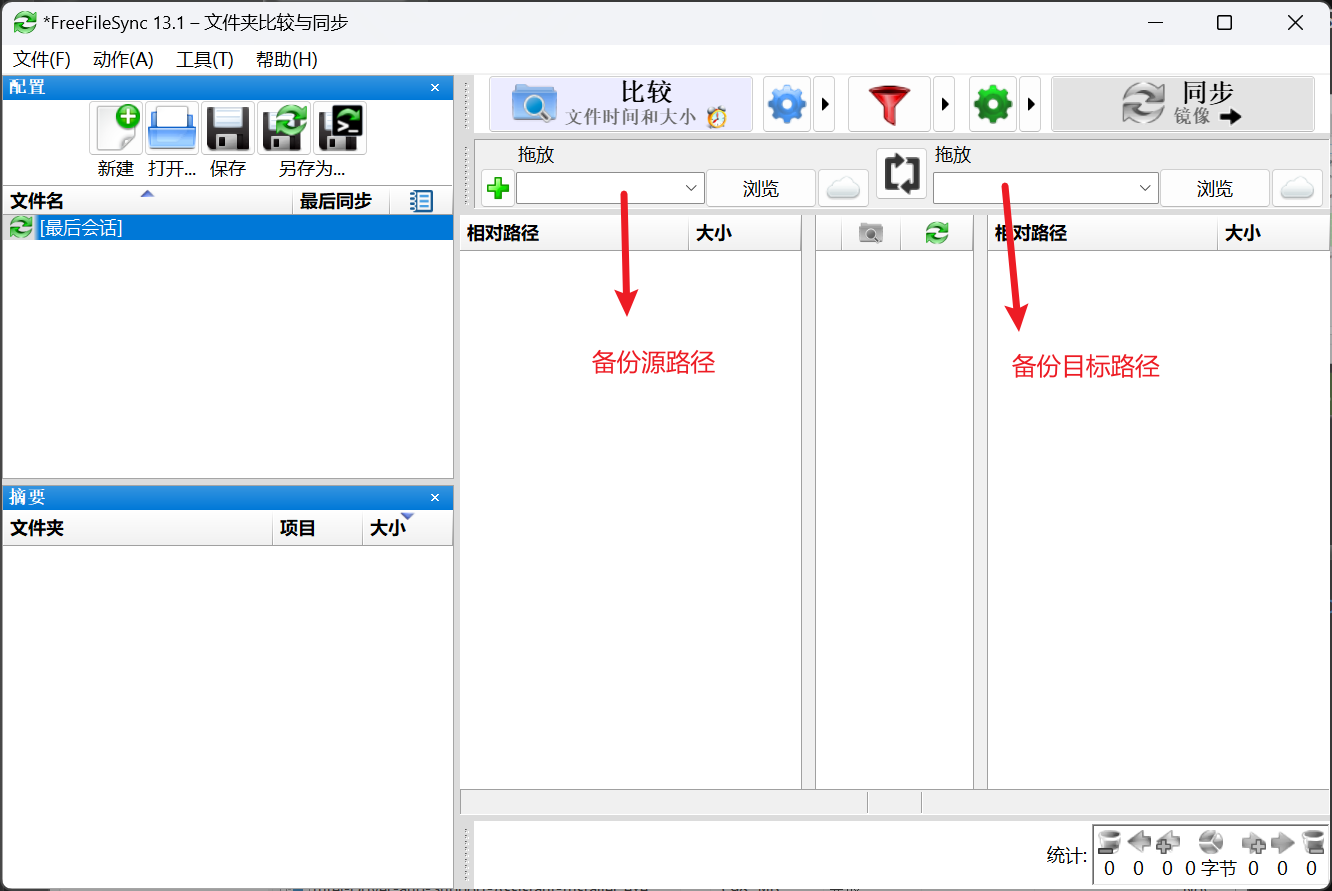 *FreeFileSync 13.1 – 文件夹比较与同步
文件(F) 动作(A) 工具(T) 帮助(H)
配置
新建 打开... 保存 另存为...
文件名 最后同步
[最后会话]
比较
文件时间和大小
同步
镜像
拖放
浏览
拖放
浏览
相对路径 大小
相对路径 大小
备份源路径
备份目标路径
摘要
文件夹 项目 大小
统计:
0 0 0 0 字节 0 0 0